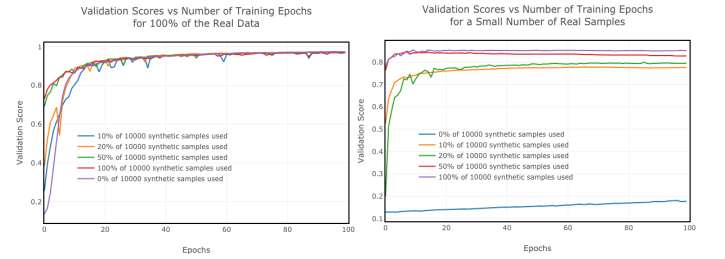 Validation Scores vs Number of Training Epochs
for 100% of the Real Data
1
0.8
0.6
0.4
0.2
Validation Score
10% of 10000 synthetic samples used
20% of 10000 synthetic samples used
50% of 10000 synthetic samples used
100% of 10000 synthetic samples used
0% of 10000 synthetic samples used
0 20 40 60 80 100
Epochs
Validation Scores vs Number of Training Epochs
for a Small Number of Real Samples
0.9
0.8
0.7
0.6
0.5
0.4
0.3
0.2
0.1
Validation Score
0% of 10000 synthetic samples used
10% of 10000 synthetic samples used
20% of 10000 synthetic samples used
50% of 10000 synthetic samples used
100% of 10000 synthetic samples used
0 20 40 60 80 100
Epochs